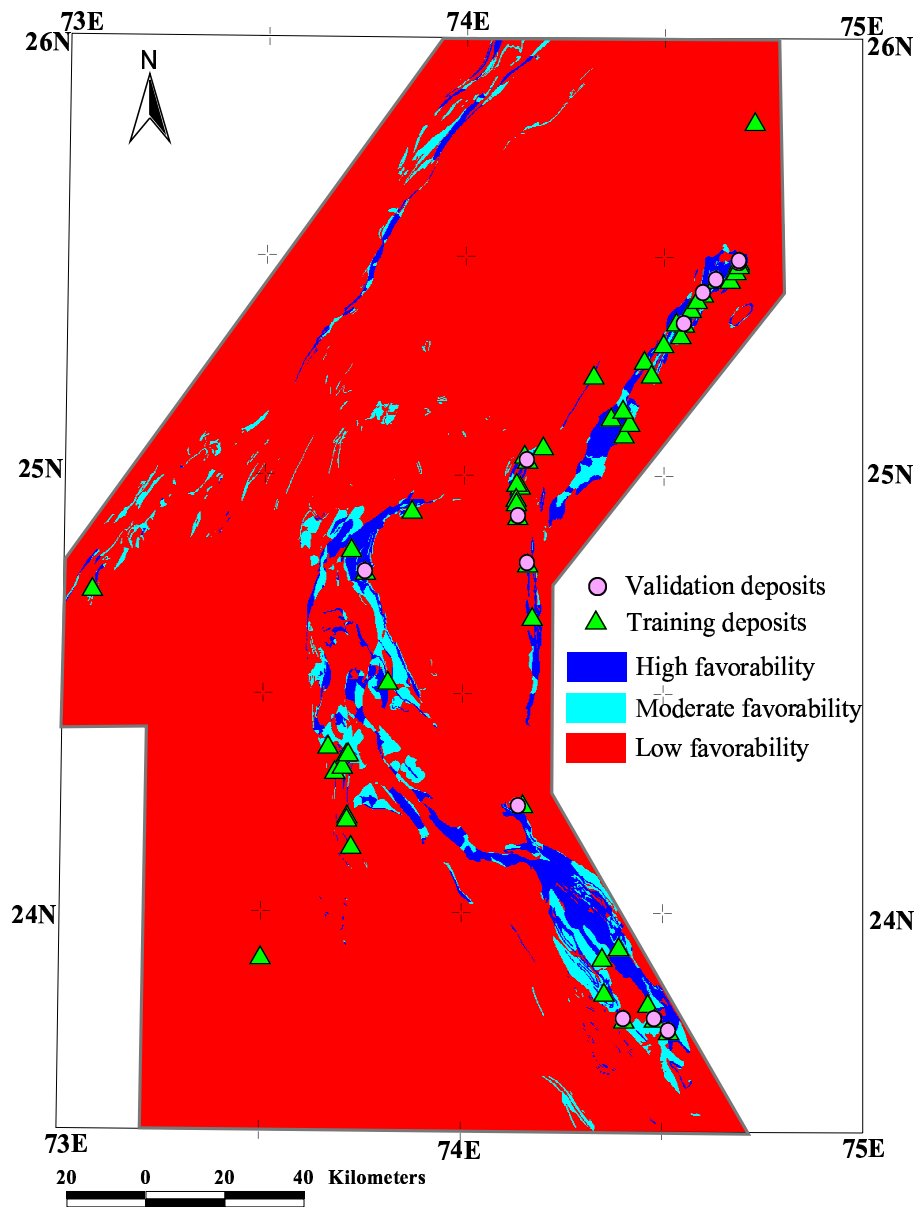 73E 74E 75E
26N 26N
N
25N 25N
Validation deposits
Training deposits
High favorability
Moderate favorability
Low favorability
24N 24N
73E 74E 75E
20 0 20 40 Kilometers